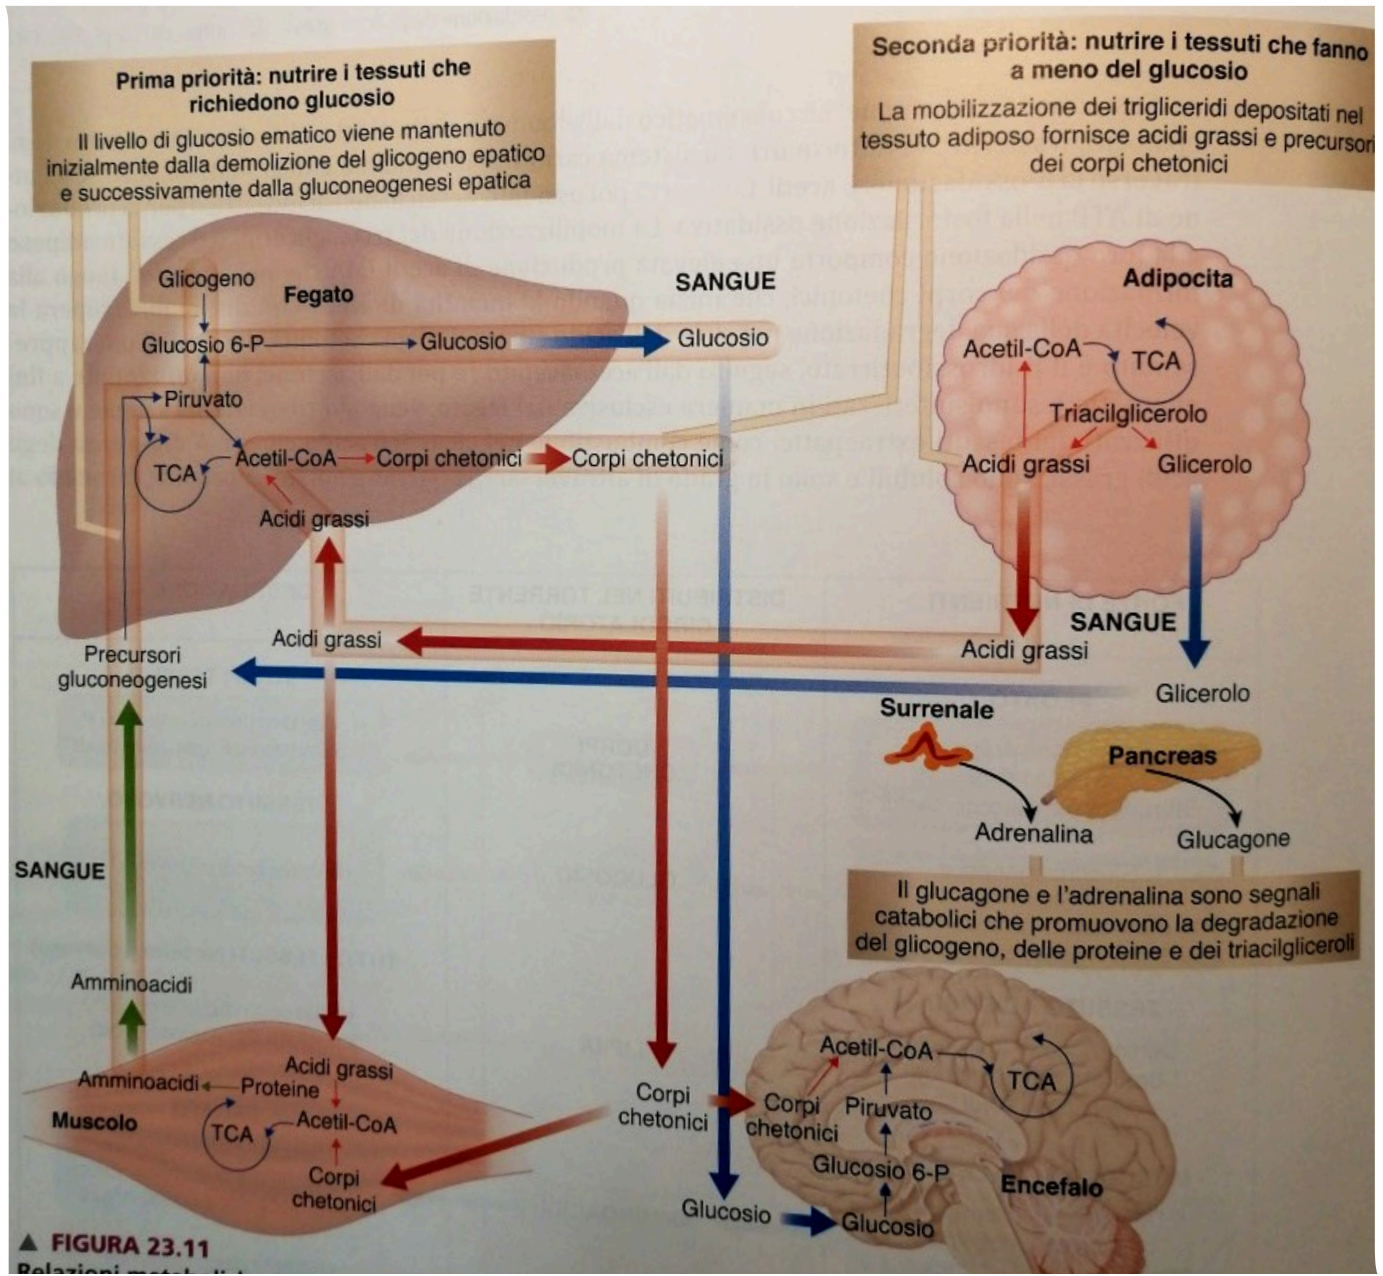 Prima priorità: nutrire i tessuti che
richiedono glucosio
Il livello di glucosio ematico viene mantenuto
inizialmente dalla demolizione del glicogeno epatico
e successivamente dalla gluconeogenesi epatica
Seconda priorità: nutrire i tessuti che fanno
a meno del glucosio
La mobilizzazione dei trigliceridi depositati nel
tessuto adiposo fornisce acidi grassi e precursori
dei corpi chetonici
Glicogeno
Fegato
Glucosio 6-P
Glucosio
Piruvato
TCA
Acetil-CoA
Corpi chetonici
Acidi grassi
SANGUE
Glucosio
Corpi chetonici
Adipocita
Acetil-CoA
TCA
Triacilglicerolo
Acidi grassi
Glicerolo
SANGUE
Acidi grassi
Acidi grassi
Glicerolo
Precursori
gluconeogenesi
Surrenale
Pancreas
Adrenalina
Glucagone
Il glucagone e l'adrenalina sono segnali
catabolici che promuovono la degradazione
del glicogeno, delle proteine e dei triacilgliceroli
SANGUE
Amminoacidi
Acidi grassi
Amminoacidi
Proteine
Muscolo
TCA
Acetil-CoA
Corpi
chetonici
Corpi
chetonici
Glucosio
Acetil-CoA
TCA
Corpi
chetonici
Piruvato
Glucosio 6-P
Encefalo
Glucosio
▲ FIGURA 23.11